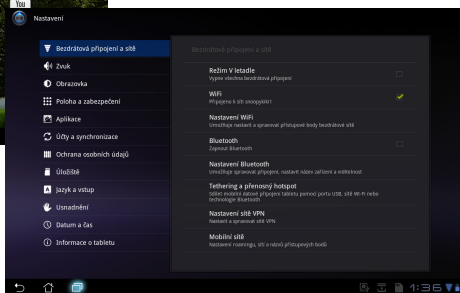 You
Nastavení
Bezdrátová připojení a sítě
Zvuk
Obrazovka
Poloha a zabezpečení
Aplikace
Účty a synchronizace
Ochrana osobních údajů
Úložiště
Jazyk a vstup
Usnadnění
Datum a čas
Informace o tabletu
Bezdrátová připojení a sítě
Režim V letadle
Vypne všechna bezdrátová připojení
WiFi
Připojeno k síti snoopykiki1
Nastavení WiFi
Umožňuje nastavit a spravovat přístupové body bezdrátové sítě
Bluetooth
Zapnout Bluetooth
Nastavení Bluetooth
Umožňuje spravovat připojení, nastavit název zařízení a viditelnost
Tethering a přenosný hotspot
Sdílet mobilní datové připojení tabletu pomocí portu USB, sítě Wi-Fi nebo
technologie Bluetooth
Nastavení sítě VPN
Nastavit a spravovat sítě VPN
Mobilní sítě
Nastavení roamingu, sítí a názvů přístupových bodů
1:36